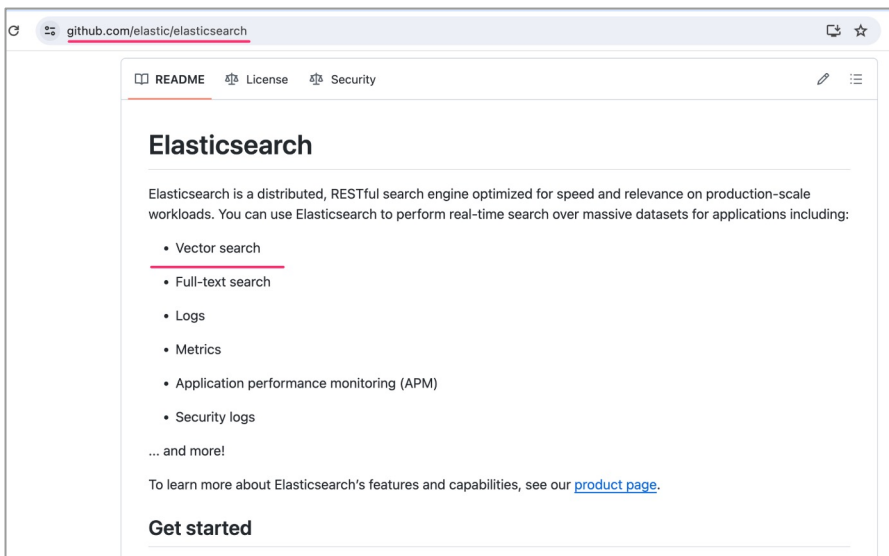 github.com/elastic/elasticsearch
README License Security
Elasticsearch
Elasticsearch is a distributed, RESTful search engine optimized for speed and relevance on production-scale
workloads. You can use Elasticsearch to perform real-time search over massive datasets for applications including:
• Vector search
• Full-text search
• Logs
• Metrics
• Application performance monitoring (APM)
• Security logs
... and more!
To learn more about Elasticsearch's features and capabilities, see our product page.
Get started